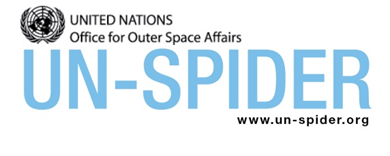 UNITED NATIONS
Office for Outer Space Affairs
UN-SPIDER
www.un-spider.org